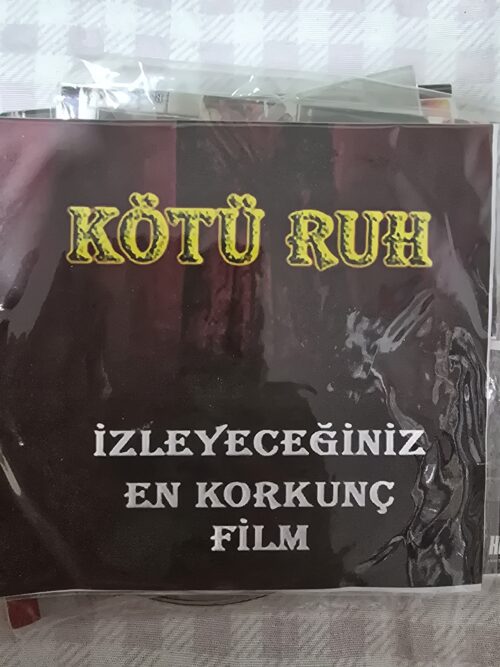 KÖTÜ RUH
İZLEYECEĞİNİZ
EN KORKUNÇ
FİLM